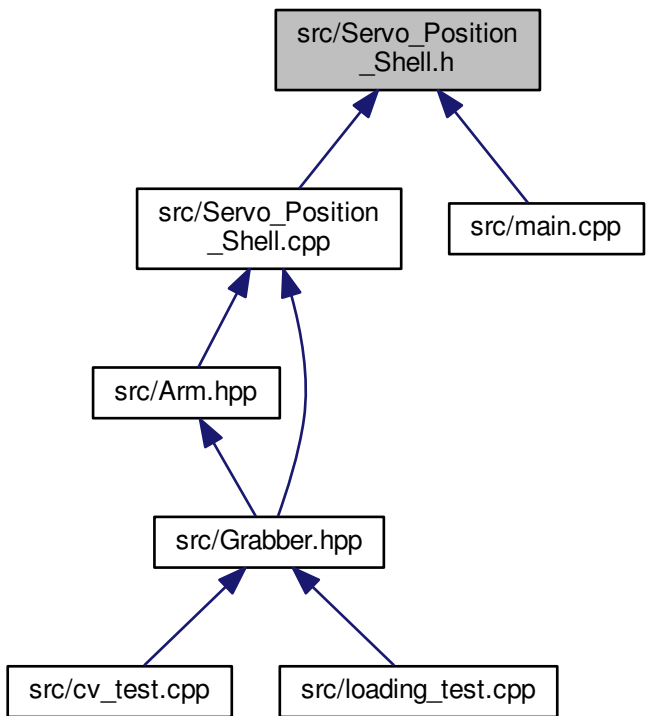 src/Servo_Position
_Shell.h
src/Servo_Position
_Shell.cpp
src/main.cpp
src/Arm.hpp
src/Grabber.hpp
src/cv_test.cpp
src/loading_test.cpp